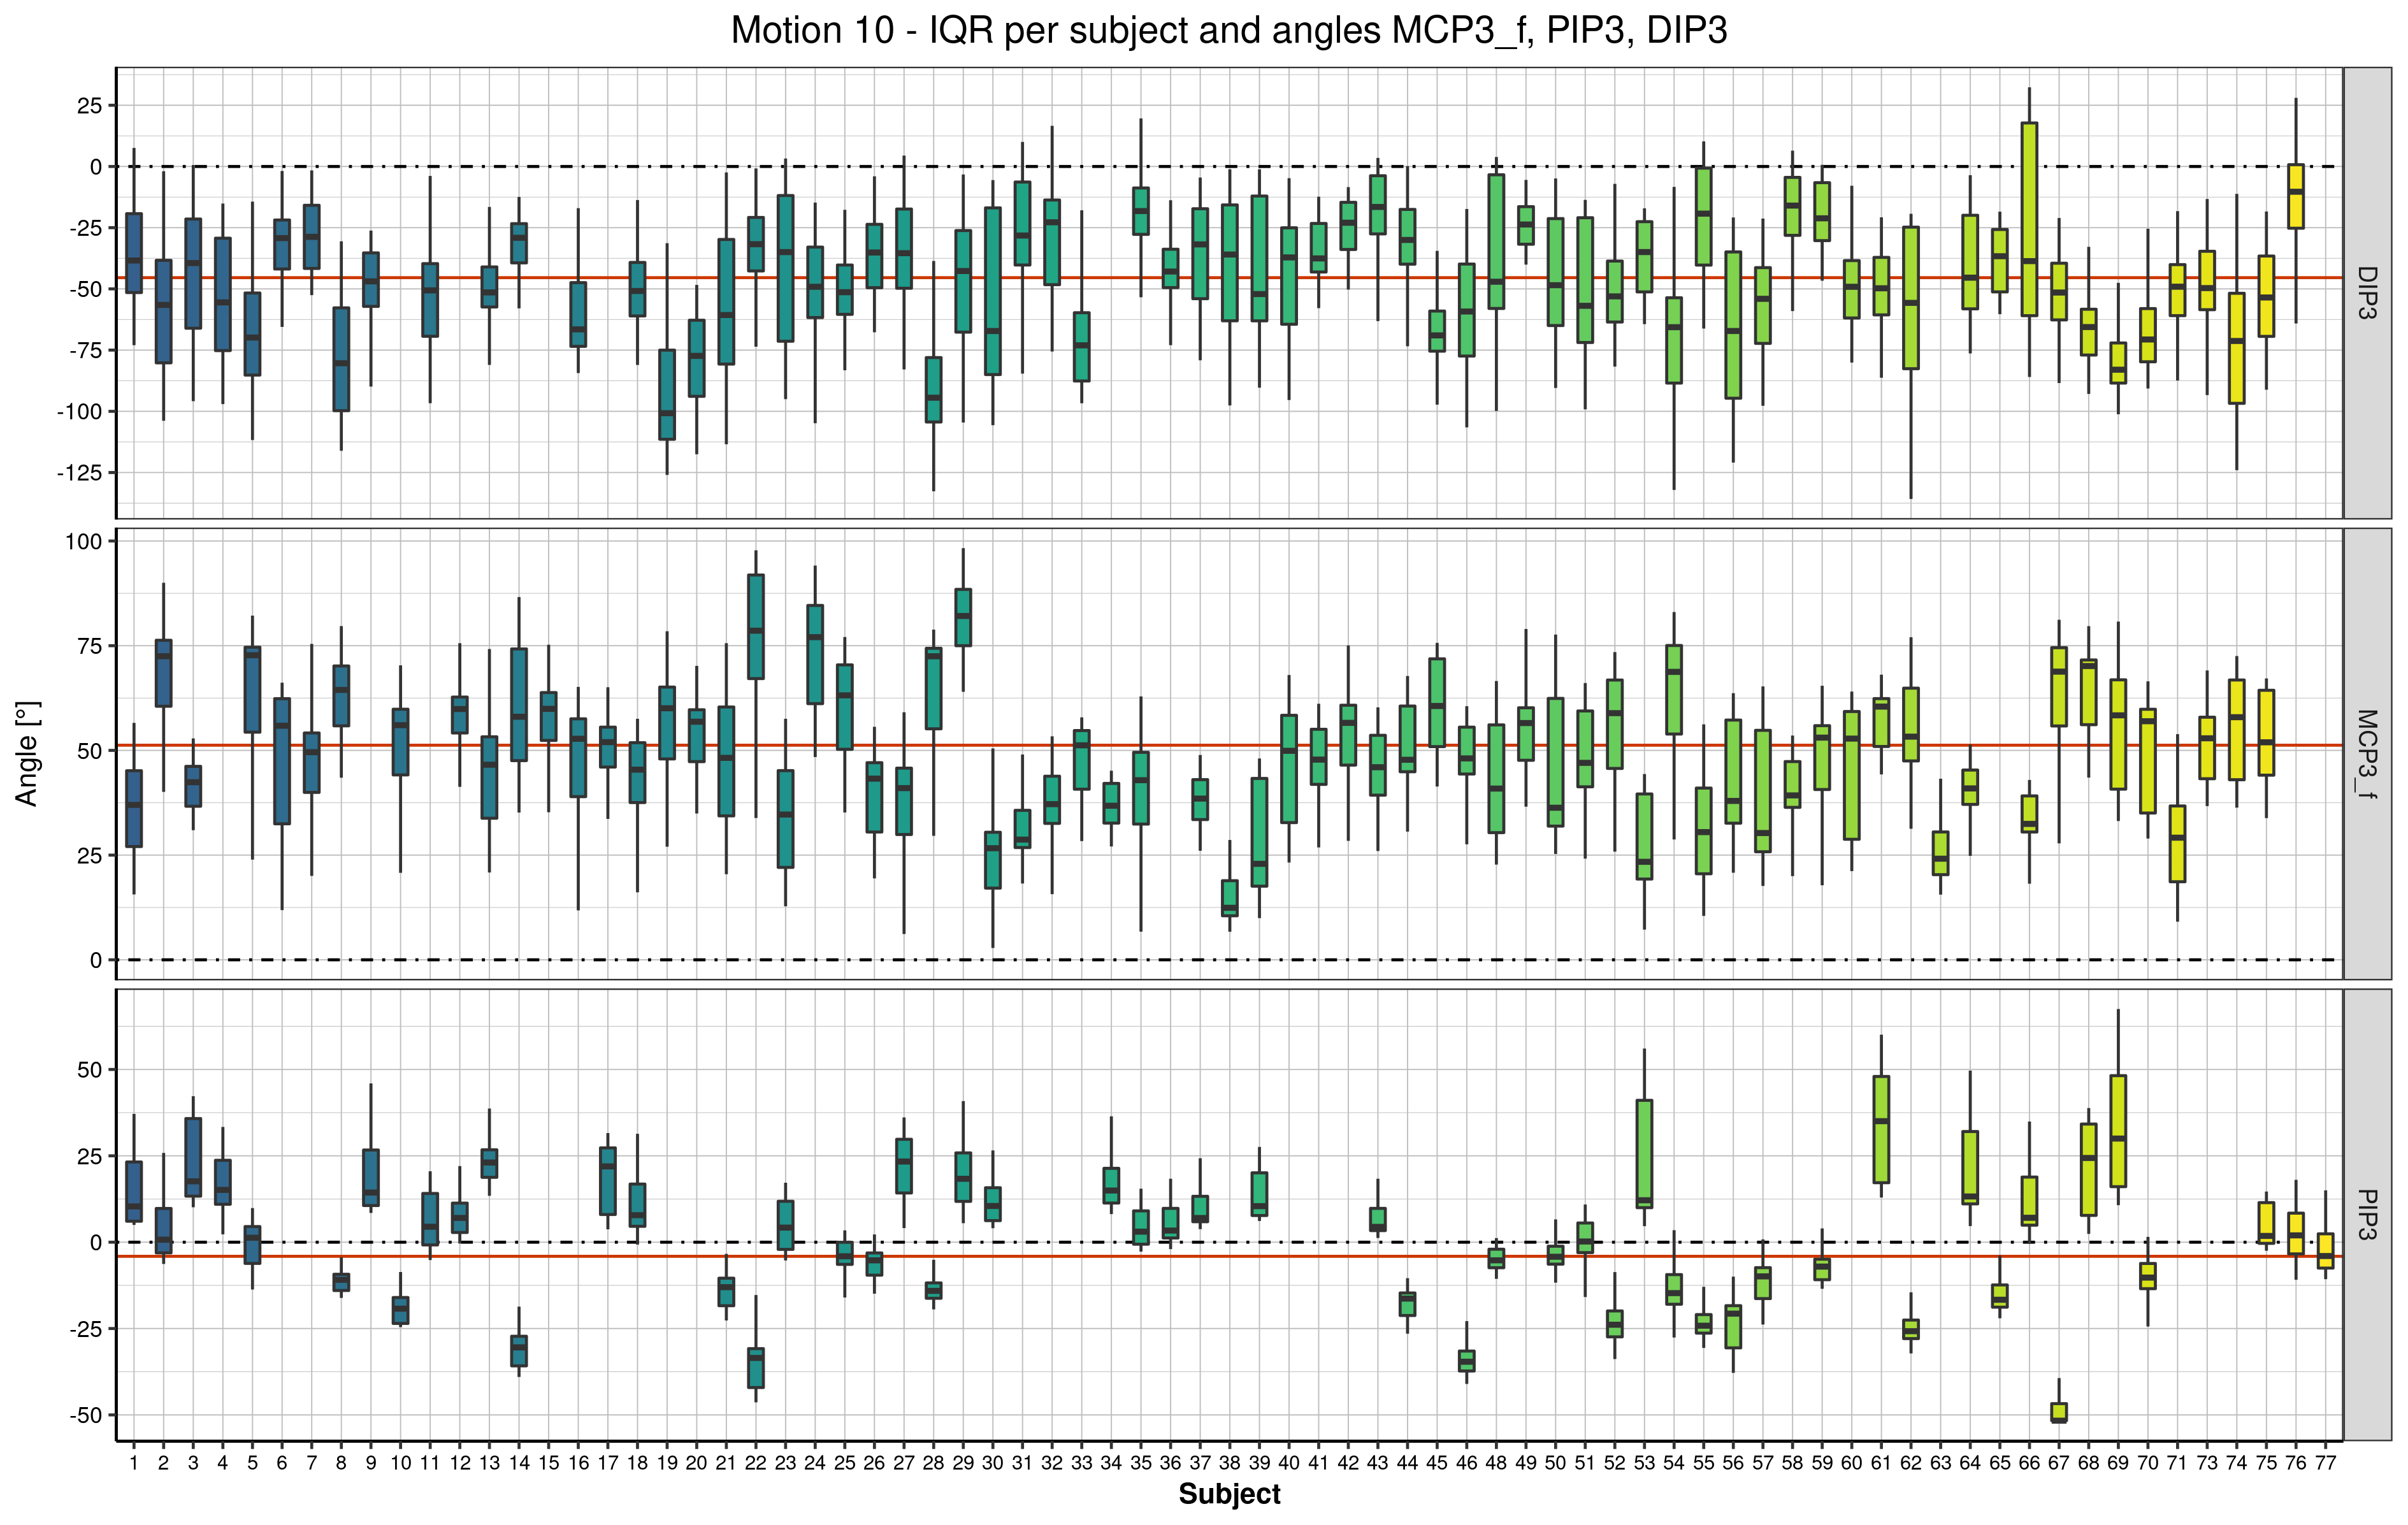 Motion 10 - IQR per subject and angles MCP3_f, PIP3, DIP3
25
0
-25
-50
-75
-100
-125
DIP3
100
75
50
25
0
MCP3_f
Angle [°]
50
25
0
-25
-50
PIP3
1 2 3 4 5 6 7 8 9 10 11 12 13 14 15 16 17 18 19 20 21 22 23 24 25 26 27 28 29 30 31 32 33 34 35 36 37 38 39 40 41 42 43 44 45 46 48 49 50 51 52 53 54 55 56 57 58 59 60 61 62 63 64 65 66 67 68 69 70 71 73 74 75 76 77
Subject